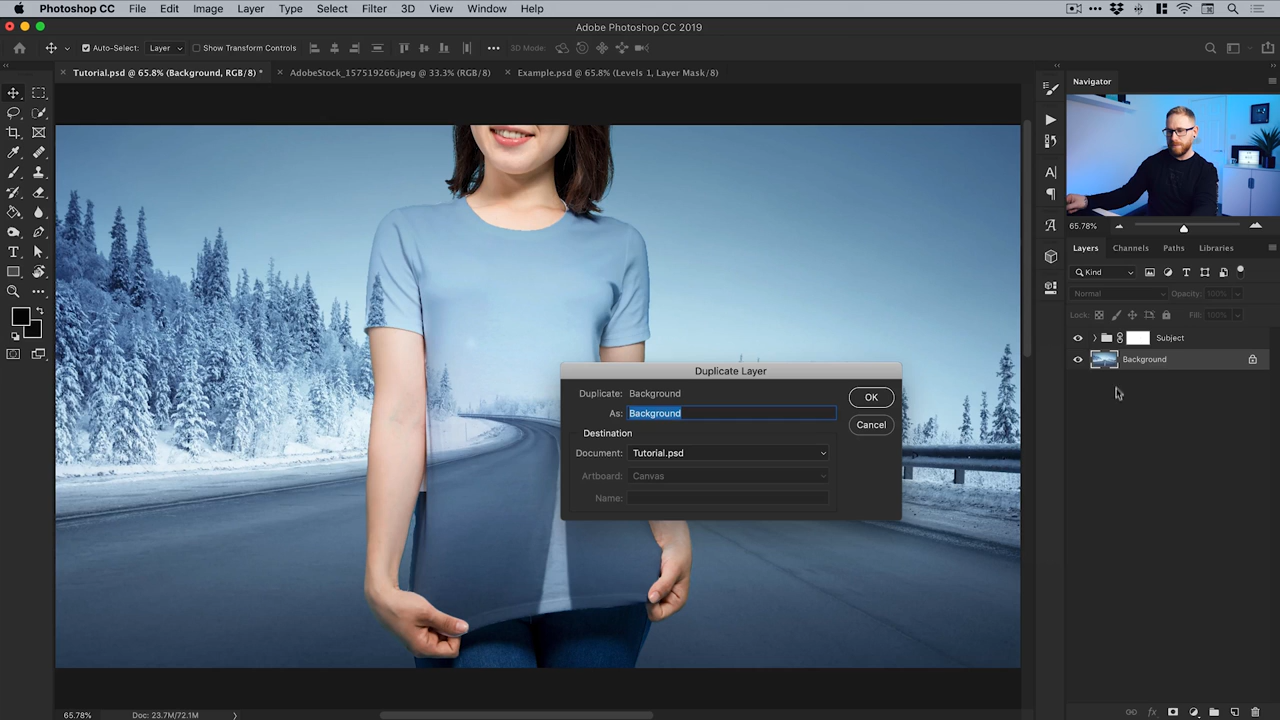 Photoshop CC File Edit Image Layer Type Select Filter 3D View Window Help
Adobe Photoshop CC 2019
Auto-Select: Layer Show Transform Controls 3D Mode:
Tutorial.psd @ 65.8% (Background, RGB/8) * AdobeStock_157519266.jpeg @ 33.3% (RGB/8) Example.psd @ 65.8% (Levels 1, Layer Mask/8)
Navigator
65.78%
Layers Channels Paths Libraries
Kind
Normal Opacity: 100%
Lock: Fill: 100%
Subject
Background
Duplicate Layer
Duplicate: Background
As: Background
OK
Cancel
Destination
Document: Tutorial.psd
Artboard: Canvas
Name:
65.78% Doc: 23.7M/72.1M
fx